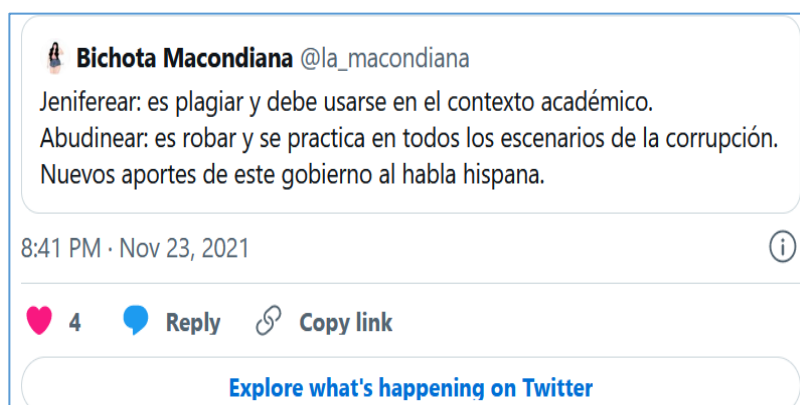 Bichota Macondiana @la_macondiana
Jeniferear: es plagiar y debe usarse en el contexto académico.
Abudinear: es robar y se practica en todos los escenarios de la corrupción.
Nuevos aportes de este gobierno al habla hispana.
8:41 PM · Nov 23, 2021
4 Reply Copy link
Explore what's happening on Twitter